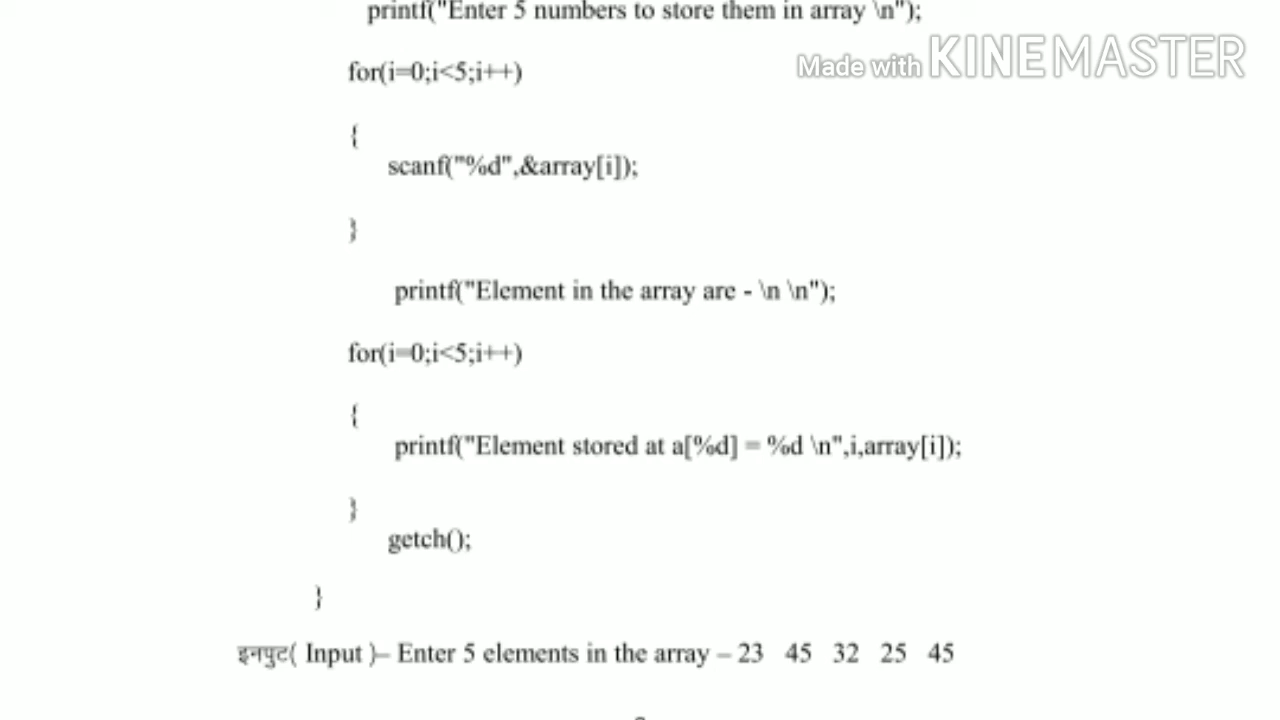 printf("Enter 5 numbers to store them in array \n");
Made with KINEMASTER
for(i=0;i<5;i++)
{
scanf("%d",&array[i]);
}
printf("Element in the array are - \n \n");
for(i=0;i<5;i++)
{
printf("Element stored at a[%d] = %d \n",i,array[i]);
}
getch();
}
इनपुट( Input )– Enter 5 elements in the array – 23 45 32 25 45